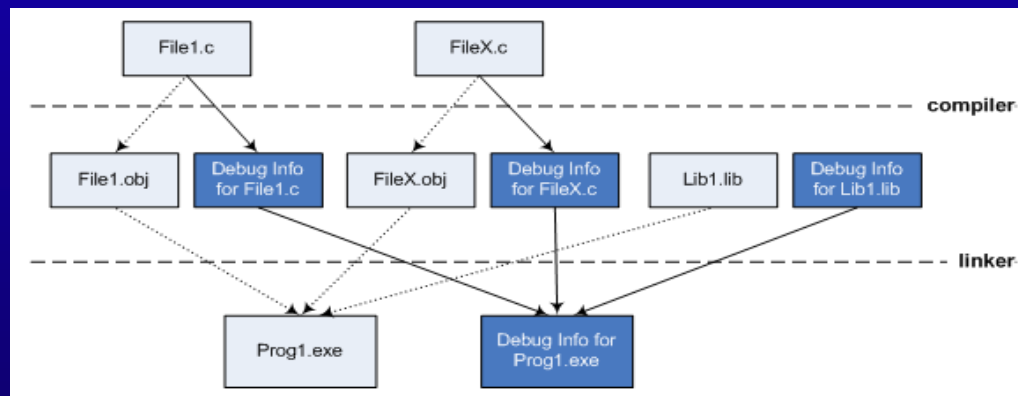 File1.c
FileX.c
compiler
File1.obj
Debug Info
for File1.c
FileX.obj
Debug Info
for FileX.c
Lib1.lib
Debug Info
for Lib1.lib
linker
Prog1.exe
Debug Info for
Prog1.exe